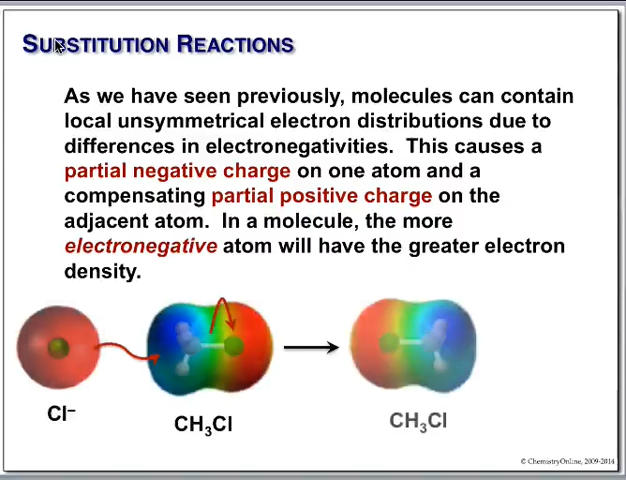 SUBSTITUTION REACTIONS
As we have seen previously, molecules can contain
local unsymmetrical electron distributions due to
differences in electronegativities. This causes a
partial negative charge on one atom and a
compensating partial positive charge on the
adjacent atom. In a molecule, the more
electronegative atom will have the greater electron
density.
Cl⁻
CH₃Cl
CH₃Cl
© ChemistryOnline, 2009-2014